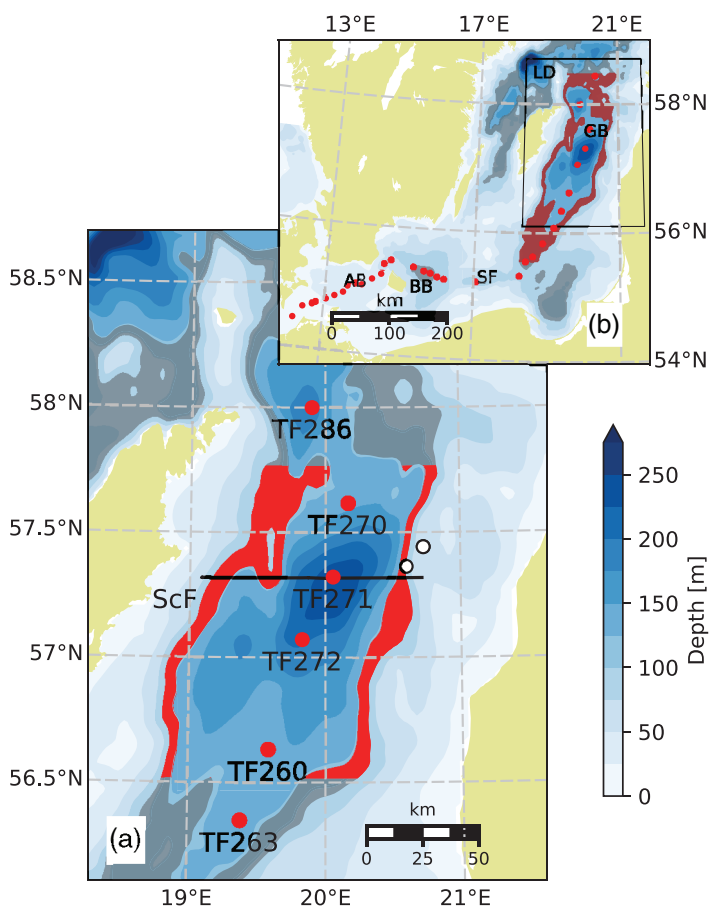 13°E 17°E 21°E
LD
58°N
GB
56°N
AB BB SF
km
0 100 200
(b)
54°N
58.5°N
58°N
57.5°N
57°N
56.5°N
TF286
TF270
ScF TF271
TF272
TF260
TF263
(a)
km
0 25 50
19°E 20°E 21°E
250
200
150
100
50
0
Depth [m]